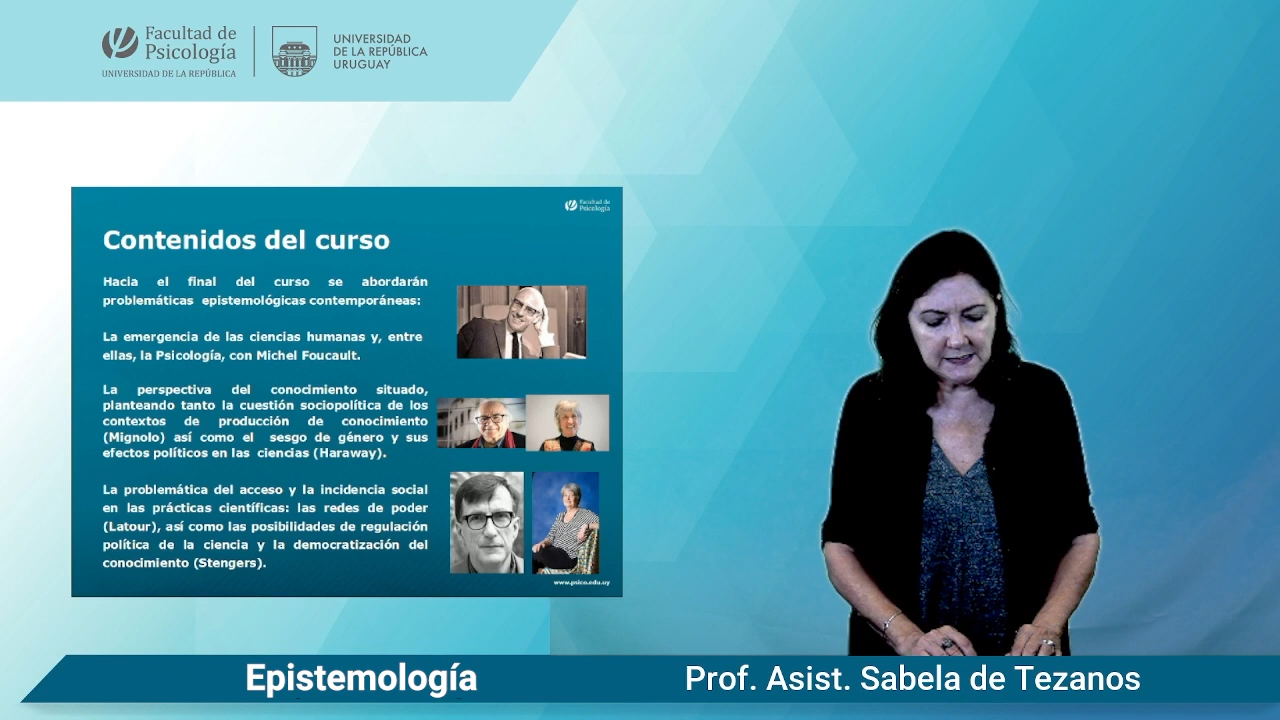 Facultad de
Psicología
UNIVERSIDAD DE LA REPÚBLICA
UNIVERSIDAD
DE LA REPÚBLICA
URUGUAY
Facultad de
Psicología
Contenidos del curso
Hacia el final del curso se abordarán
problemáticas epistemológicas contemporáneas:
La emergencia de las ciencias humanas y, entre
ellas, la Psicología, con Michel Foucault.
La perspectiva del conocimiento situado,
planteando tanto la cuestión sociopolítica de los
contextos de producción de conocimiento
(Mignolo) así como el sesgo de género y sus
efectos políticos en las ciencias (Haraway).
La problemática del acceso y la incidencia social
en las prácticas científicas: las redes de poder
(Latour), así como las posibilidades de regulación
política de la ciencia y la democratización del
conocimiento (Stengers).
www.psico.edu.uy
Epistemología
Prof. Asist. Sabela de Tezanos